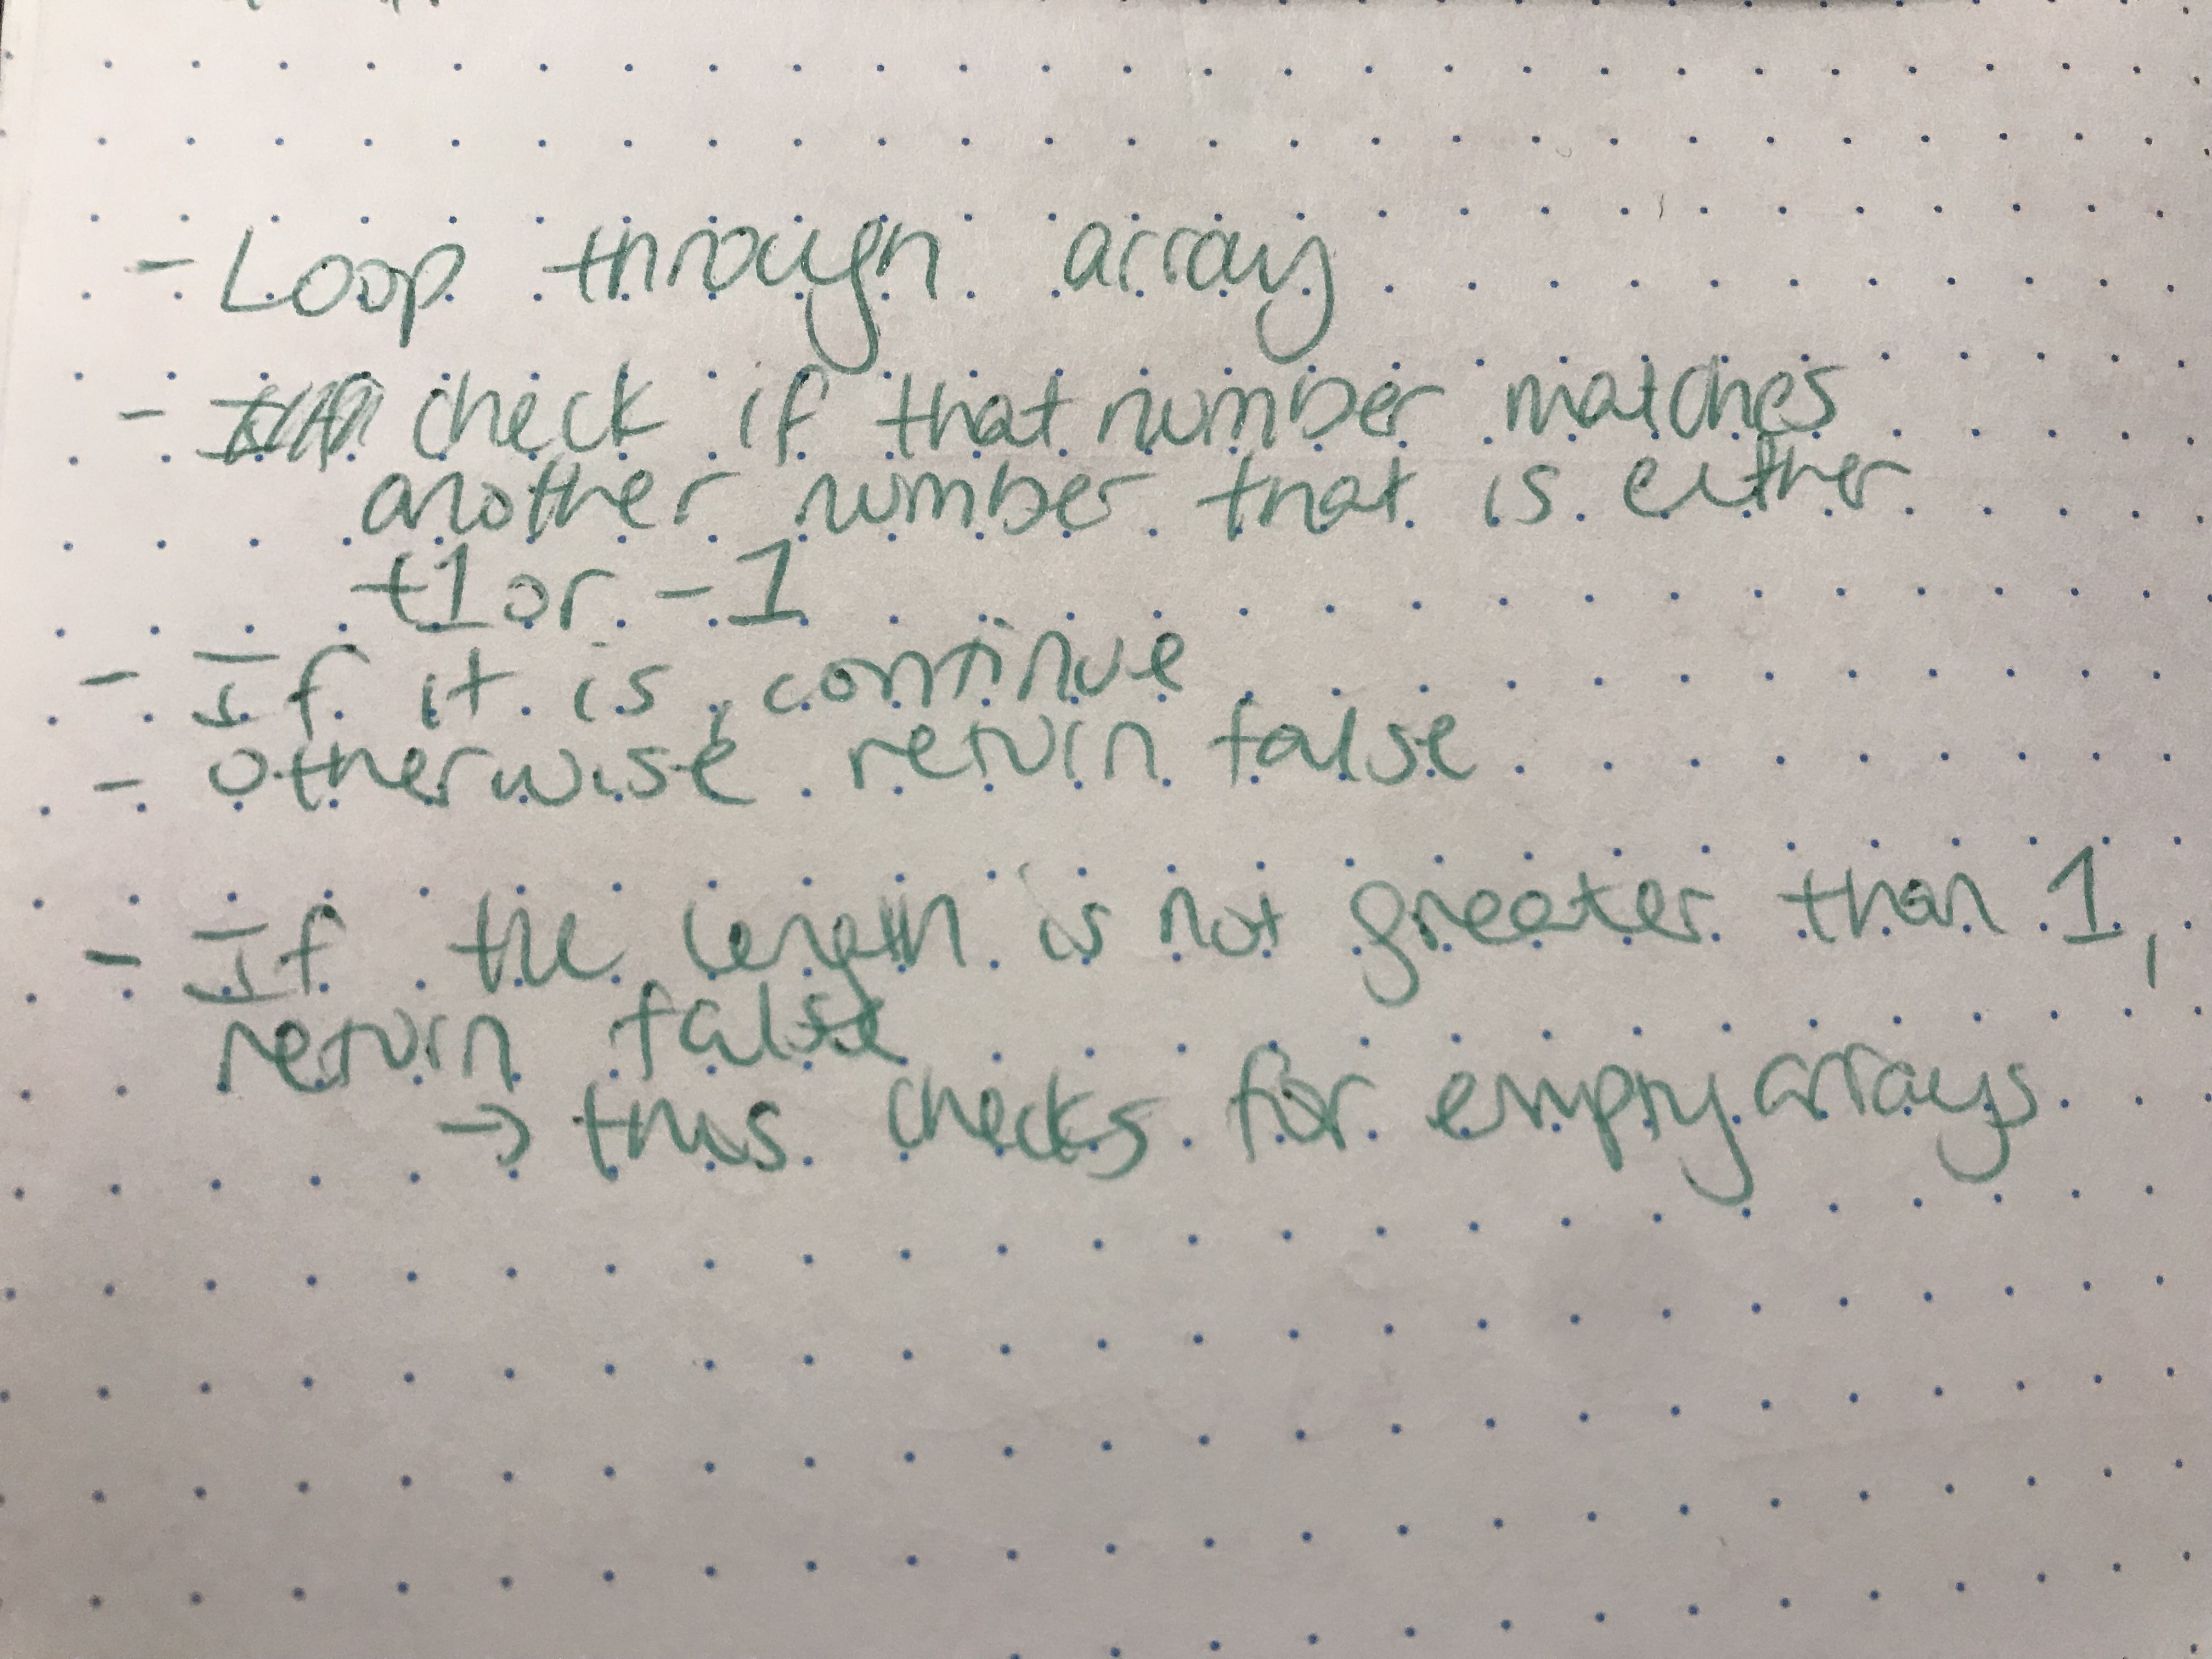 - Loop through array
- check if that number matches
another number that is either
+1 or -1
- If it is, continue
- otherwise return false
- If the length is not greater than 1,
return false
→ this checks for empty arrays